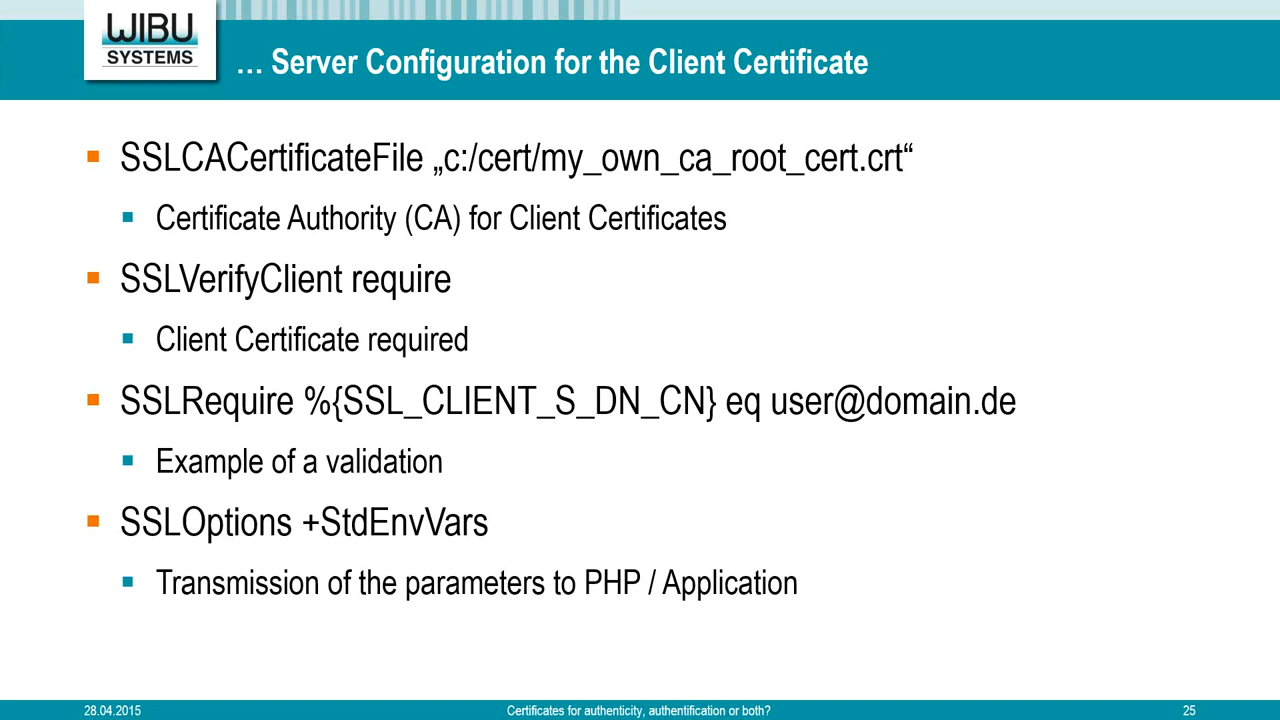 WIBU
SYSTEMS
... Server Configuration for the Client Certificate
SSLCACertificateFile „c:/cert/my_own_ca_root_cert.crt“
Certificate Authority (CA) for Client Certificates
SSLVerifyClient require
Client Certificate required
SSLRequire %{SSL_CLIENT_S_DN_CN} eq user@domain.de
Example of a validation
SSLOptions +StdEnvVars
Transmission of the parameters to PHP / Application
28.04.2015
Certificates for authenticity, authentification or both?
25